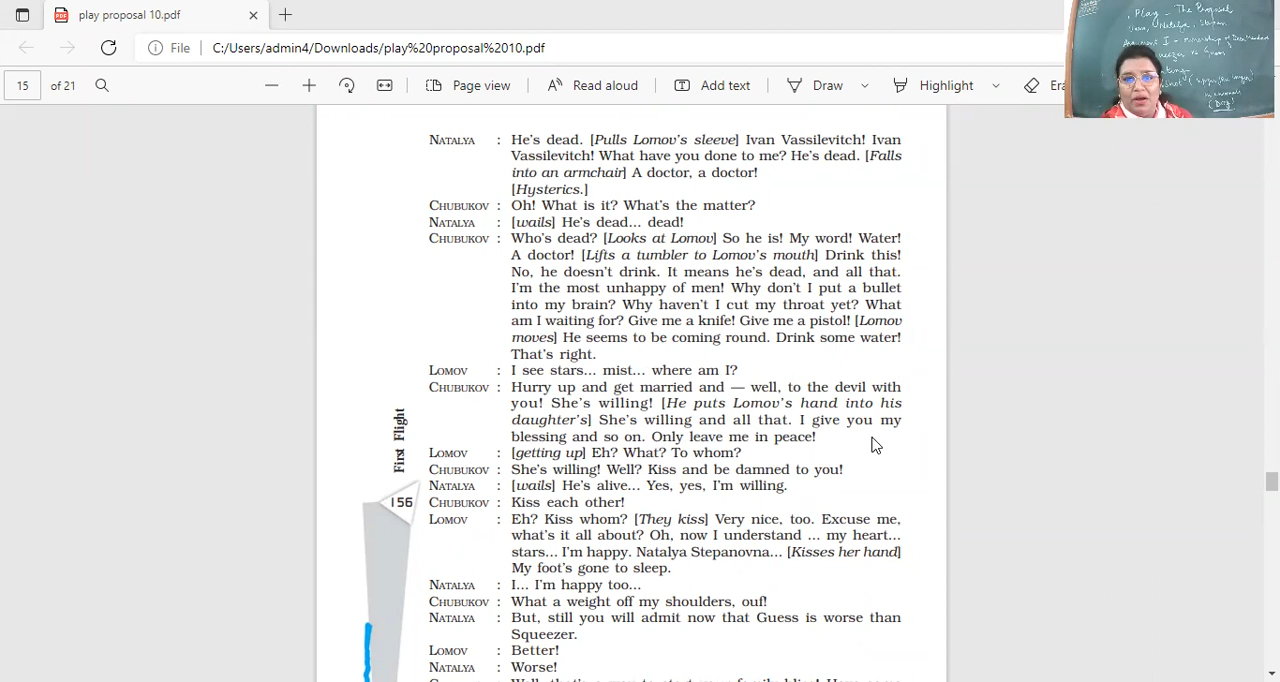 play proposal 10.pdf
File
C:/Users/admin4/Downloads/play%20proposal%2010.pdf
15 of 21
Page view
Read aloud
Add text
Draw
Highlight
Era
Play - The Proposal
NATALYA : He's dead. [Pulls Lomov's sleeve] Ivan Vassilevitch! Ivan
Vassilevitch! What have you done to me? He's dead. [Falls
into an armchair] A doctor, a doctor!
[Hysterics.]
CHUBUKOV : Oh! What is it? What's the matter?
NATALYA : [wails] He's dead... dead!
CHUBUKOV : Who's dead? [Looks at Lomov] So he is! My word! Water!
A doctor! [Lifts a tumbler to Lomov's mouth] Drink this!
No, he doesn't drink. It means he's dead, and all that.
I'm the most unhappy of men! Why don't I put a bullet
into my brain? Why haven't I cut my throat yet? What
am I waiting for? Give me a knife! Give me a pistol! [Lomov
moves] He seems to be coming round. Drink some water!
That's right.
LOMOV : I see stars... mist... where am I?
CHUBUKOV : Hurry up and get married and — well, to the devil with
you! She's willing! [He puts Lomov's hand into his
daughter's] She's willing and all that. I give you my
blessing and so on. Only leave me in peace!
LOMOV : [getting up] Eh? What? To whom?
CHUBUKOV : She's willing! Well? Kiss and be damned to you!
NATALYA : [wails] He's alive... Yes, yes, I'm willing.
CHUBUKOV : Kiss each other!
LOMOV : Eh? Kiss whom? [They kiss] Very nice, too. Excuse me,
what's it all about? Oh, now I understand ... my heart...
stars... I'm happy. Natalya Stepanovna... [Kisses her hand]
My foot's gone to sleep.
NATALYA : I... I'm happy too...
CHUBUKOV : What a weight off my shoulders, ouf!
NATALYA : But, still you will admit now that Guess is worse than
Squeezer.
LOMOV : Better!
NATALYA : Worse!
First Flight
156